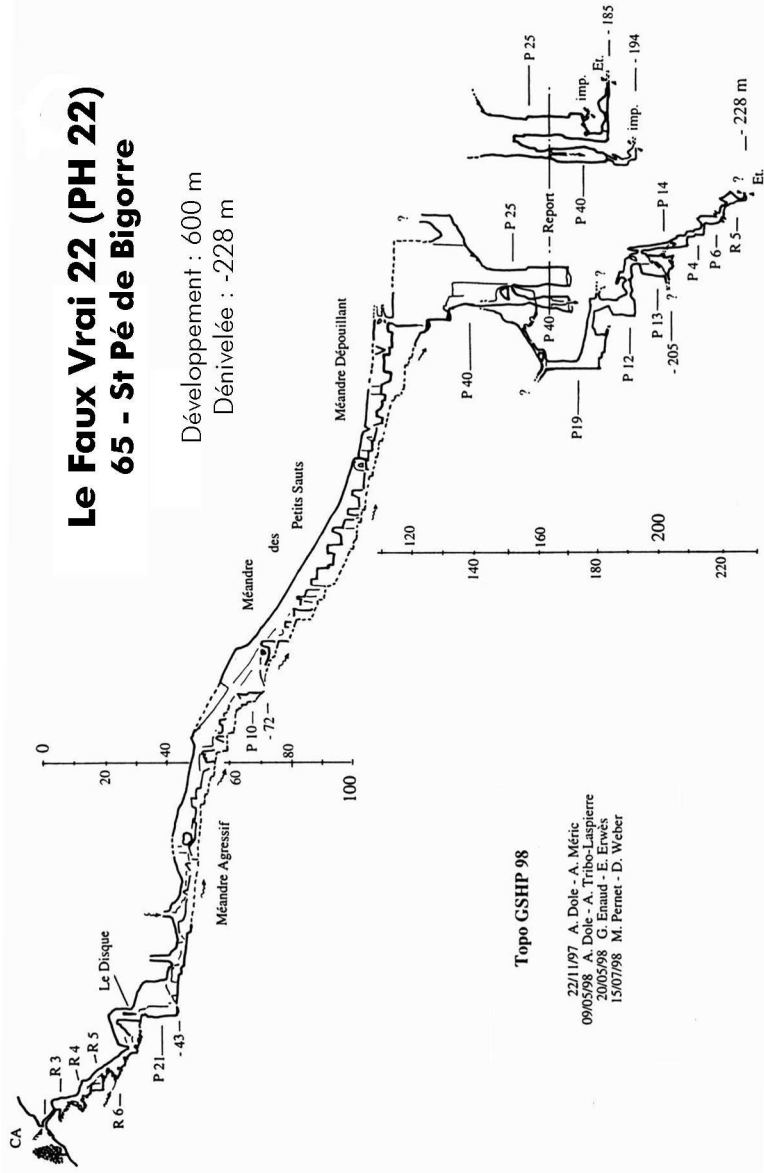 Le Faux Vrai 22 (PH 22)
65 - St Pé de Bigorre
Développement : 600 m
Dénivelée : -228 m
CA
R 3
R 4
R 5
R 6
Le Disque
P 21
- 43
Méandre Agressif
0
20
40
60
80
100
P 10
- 72
Méandre
des
Petits Sauts
Méandre Dépouillant
120
140
160
180
200
220
?
P 25
P 40
Report
P 40
?
P19
?
P 12
P 13
- 205
?
P 14
P 4
P 6
R 5
?
Et.
- 228 m
P 25
P 40
imp.
Et.
- 185
imp.
- 194
Topo GSHP 98
22/11/97 A. Dole - A. Méric
09/05/98 A. Dole - A. Tribo-Laspierre
20/05/98 G. Enaud - E. Erwès
15/07/98 M. Pernet - D. Weber